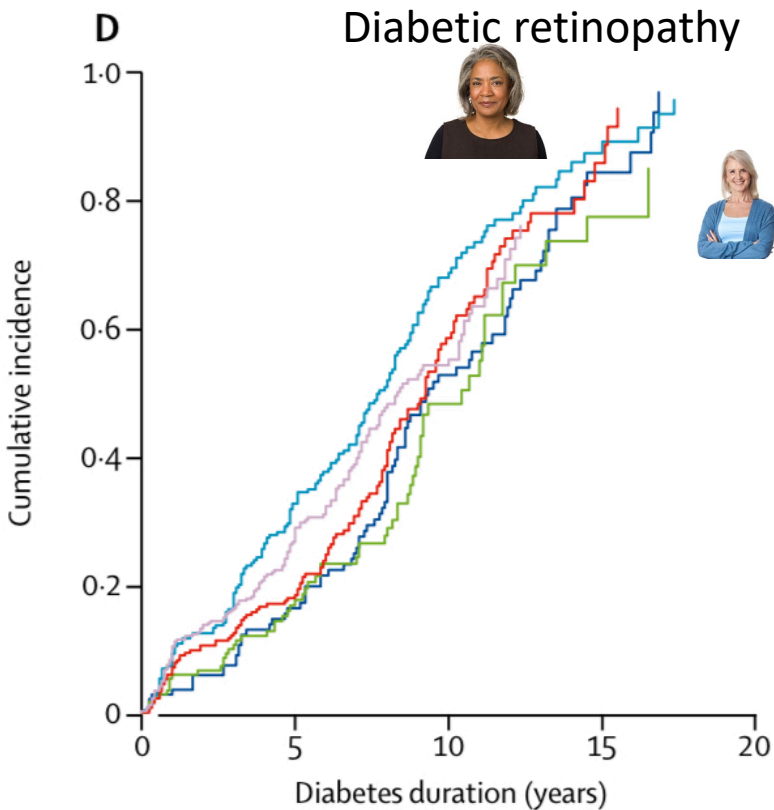 D
Diabetic retinopathy
1·0
0·8
0·6
0·4
0·2
0
Cumulative incidence
0 5 10 15 20
Diabetes duration (years)